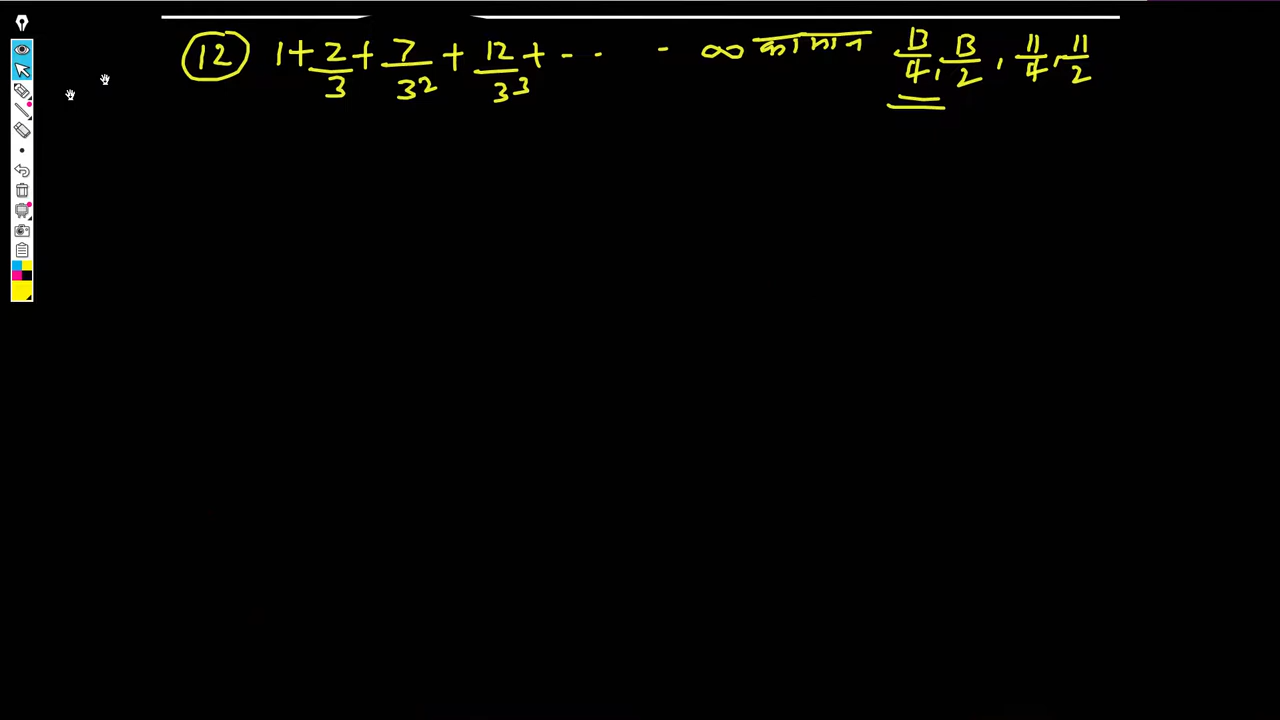 (12) 1 + 2/3 + 7/3² + 12/3³ + - - - ∞ का मान 13/4, 13/2, 11/4, 11/2